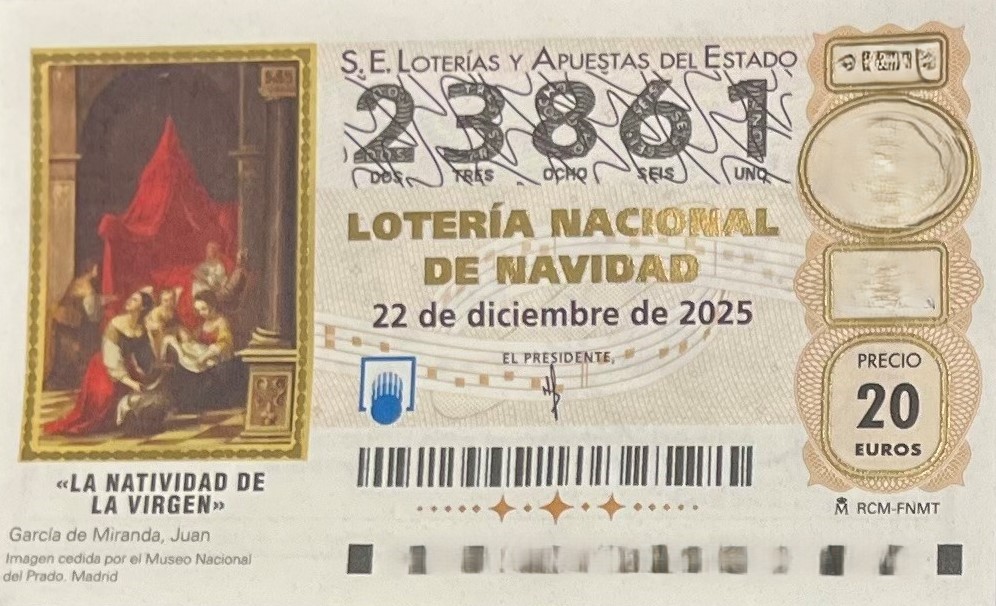 S.E. LOTERÍAS Y APUESTAS DEL ESTADO
23861
DOS TRES OCHO SEIS UNO
LOTERÍA NACIONAL
DE NAVIDAD
22 de diciembre de 2025
EL PRESIDENTE,
PRECIO
20
EUROS
RCM-FNMT
«LA NATIVIDAD DE
LA VIRGEN»
García de Miranda, Juan
Imagen cedida por el Museo Nacional
del Prado. Madrid